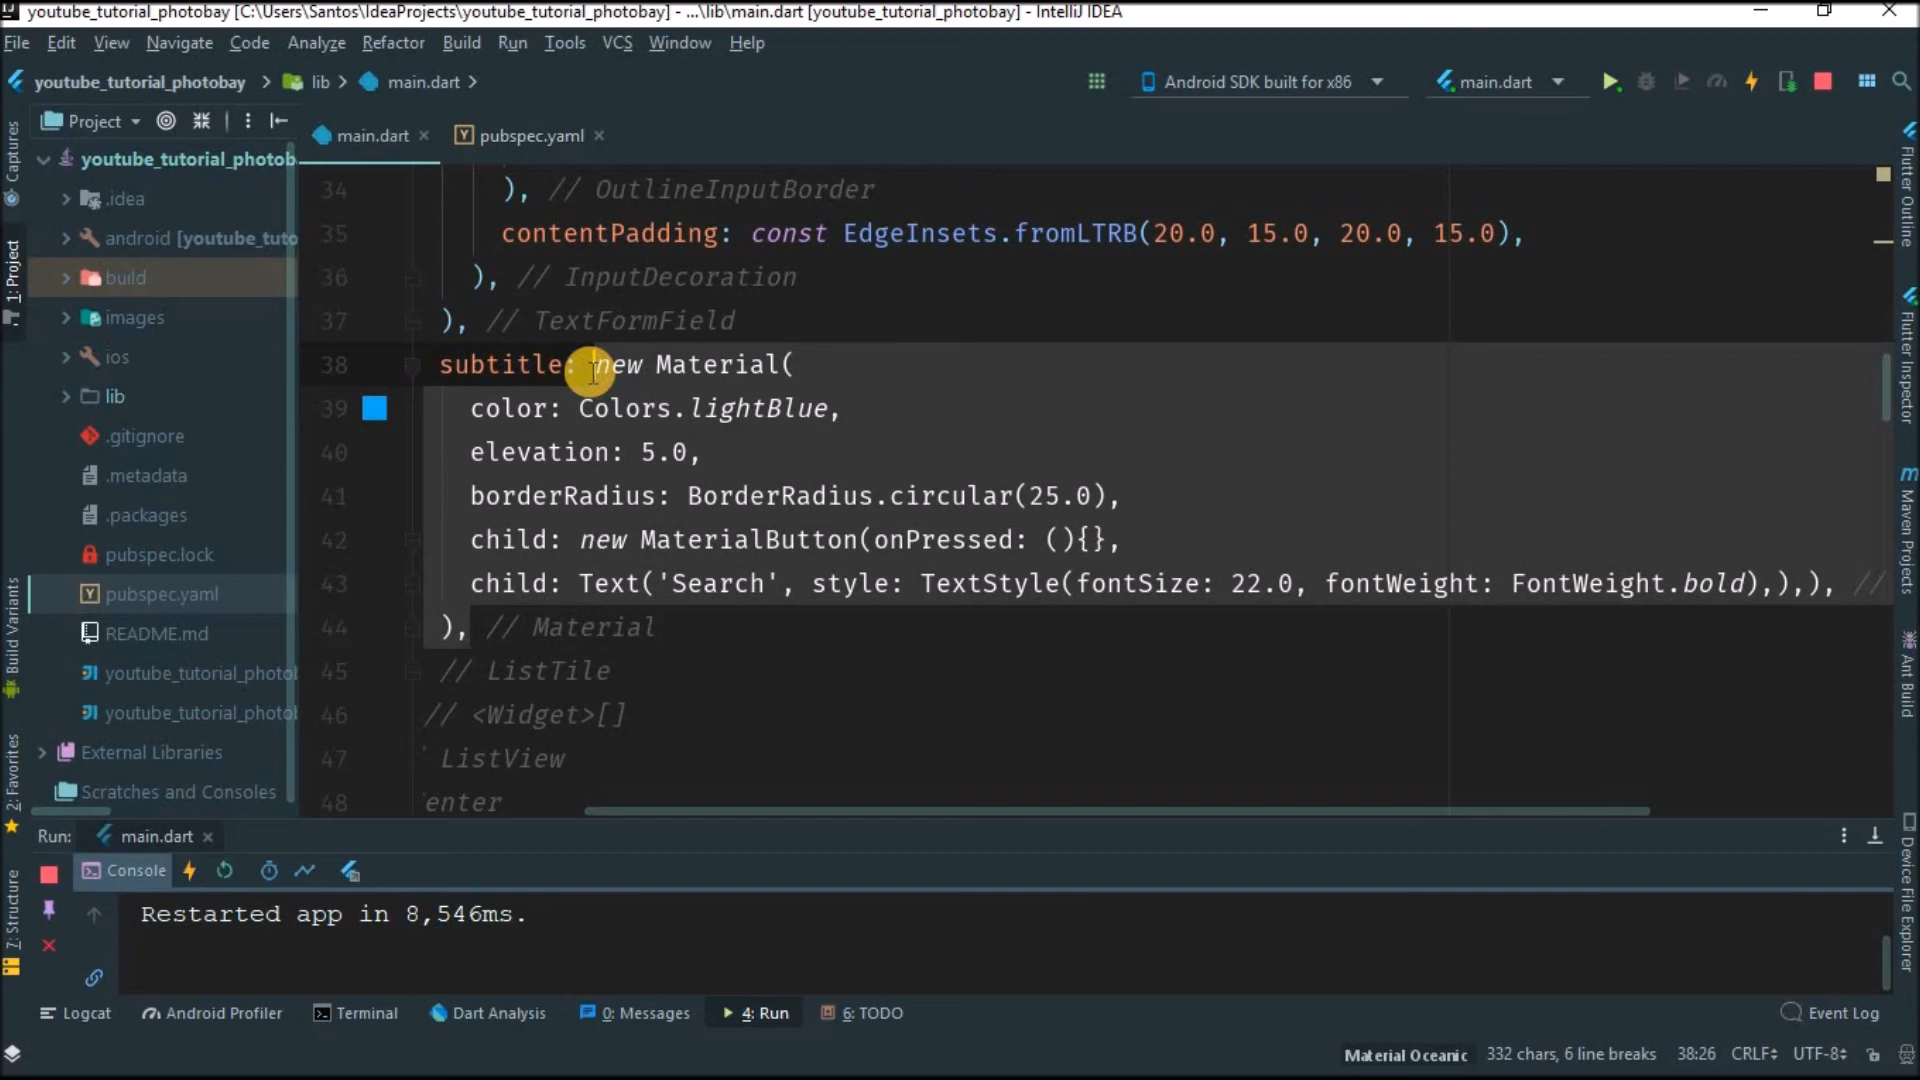 youtube_tutorial_photobay [C:\Users\Santos\IdeaProjects\youtube_tutorial_photobay] - ...\lib\main.dart [youtube_tutorial_photobay] - IntelliJ IDEA
File Edit View Navigate Code Analyze Refactor Build Run Tools VCS Window Help
youtube_tutorial_photobay lib main.dart Android SDK built for x86 main.dart
Project main.dart pubspec.yaml
youtube_tutorial_photob
.idea
android [youtube_tuto
build
images
ios
lib
.gitignore
.metadata
.packages
pubspec.lock
pubspec.yaml
README.md
youtube_tutorial_photob
youtube_tutorial_photob
External Libraries
Scratches and Consoles
Captures
1: Project
Build Variants
2: Favorites
7: Structure
34 ), // OutlineInputBorder
35 contentPadding: const EdgeInsets.fromLTRB(20.0, 15.0, 20.0, 15.0),
36 ), // InputDecoration
37 ), // TextFormField
38 subtitle: new Material(
39 color: Colors.lightBlue,
40 elevation: 5.0,
41 borderRadius: BorderRadius.circular(25.0),
42 child: new MaterialButton(onPressed: (){},
43 child: Text('Search', style: TextStyle(fontSize: 22.0, fontWeight: FontWeight.bold),),), //
44 ), // Material
45 // ListTile
46 // <Widget>[]
47 ListView
48 enter
Flutter Outline
Flutter Inspector
Maven Projects
Ant Build
Device File Explorer
Run: main.dart
Console
Restarted app in 8,546ms.
Logcat Android Profiler Terminal Dart Analysis 0: Messages 4: Run 6: TODO Event Log
Material Oceanic 332 chars, 6 line breaks 38:26 CRLF UTF-8